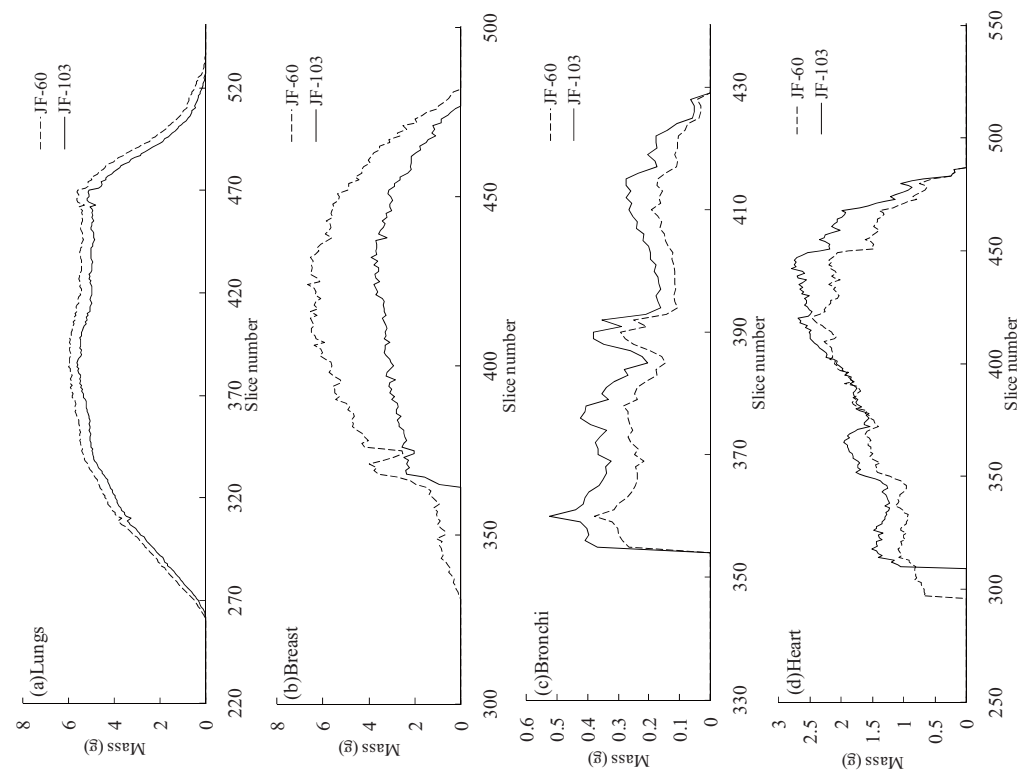 (a)Lungs
JF-60
JF-103
Mass (g)
8
6
4
2
0
220
270
320
370
420
470
520
Slice number
(b)Breast
JF-60
JF-103
Mass (g)
8
6
4
2
0
300
350
400
450
500
Slice number
(c)Bronchi
JF-60
JF-103
Mass (g)
0.6
0.5
0.4
0.3
0.2
0.1
0
330
350
370
390
410
430
Slice number
(d)Heart
JF-60
JF-103
Mass (g)
3
2.5
2
1.5
1
0.5
0
250
300
350
400
450
500
550
Slice number